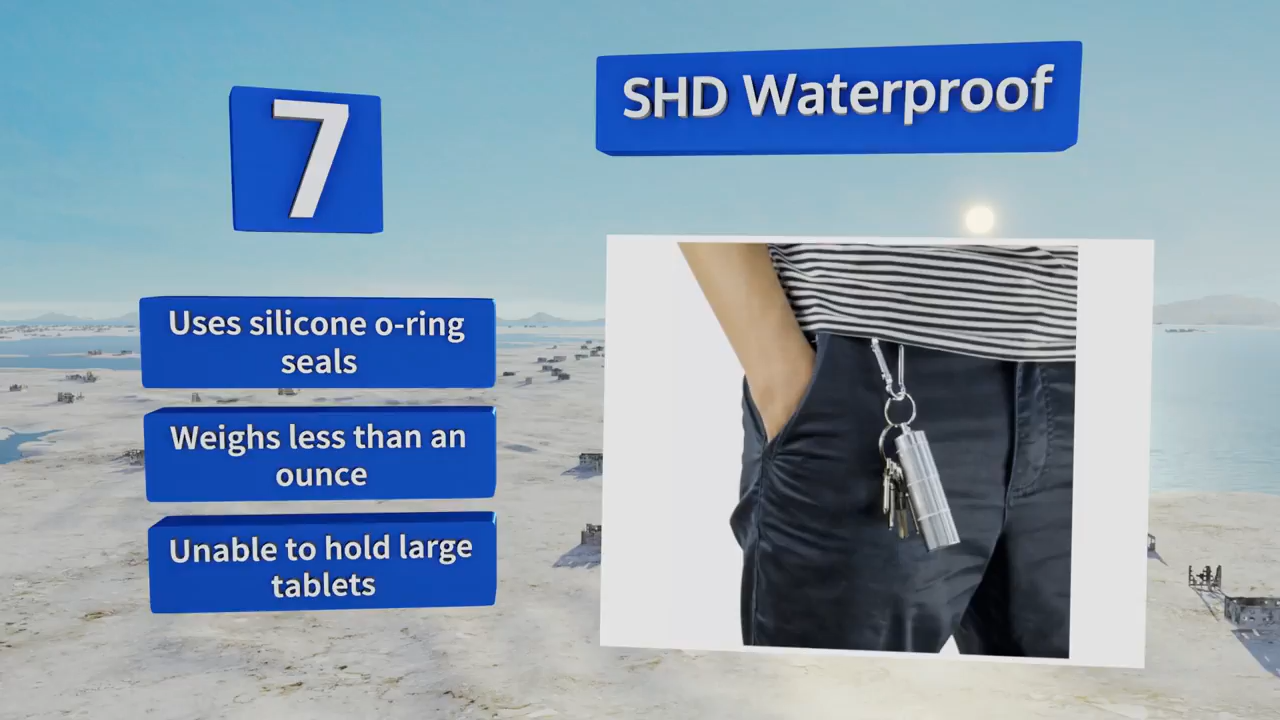 7
SHD Waterproof
Uses silicone o-ring
seals
Weighs less than an
ounce
Unable to hold large
tablets